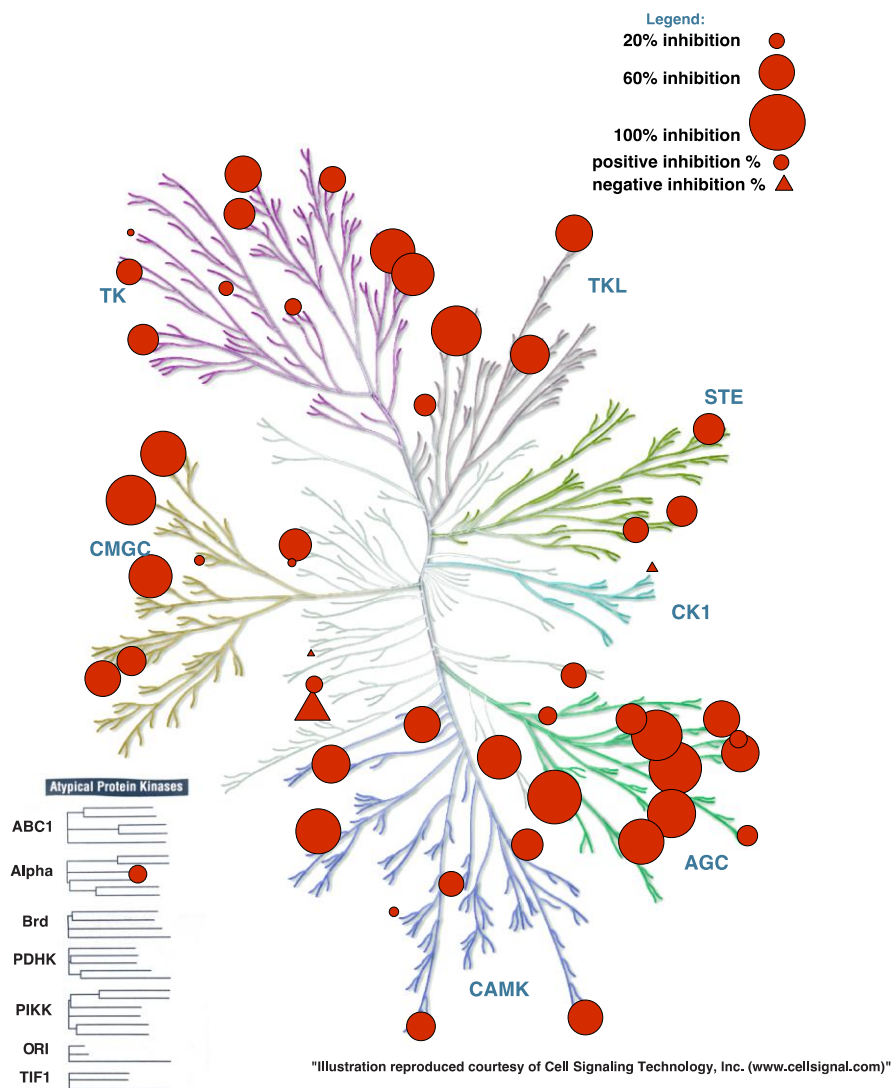 Legend:
20% inhibition
60% inhibition
100% inhibition
positive inhibition %
negative inhibition %
TK
TKL
STE
CMGC
CK1
AGC
CAMK
Atypical Protein Kinases
ABC1
Alpha
Brd
PDHK
PIKK
ORI
TIF1
"Illustration reproduced courtesy of Cell Signaling Technology, Inc. (www.cellsignal.com)"